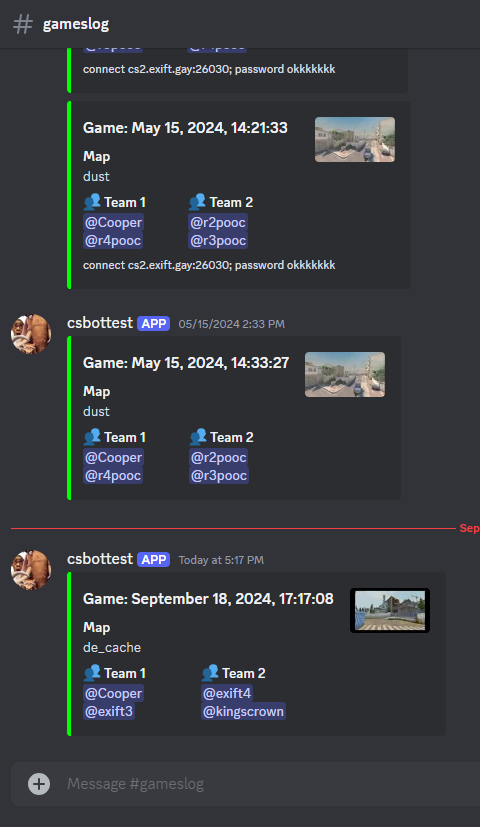 gameslog
connect cs2.exift.gay:26030; password okkkkkkk
Game: May 15, 2024, 14:21:33
Map
dust
Team 1 Team 2
@Cooper @r2pooc
@r4pooc @r3pooc
connect cs2.exift.gay:26030; password okkkkkkk
csbottest APP 05/15/2024 2:33 PM
Game: May 15, 2024, 14:33:27
Map
dust
Team 1 Team 2
@Cooper @r2pooc
@r4pooc @r3pooc
Sep
csbottest APP Today at 5:17 PM
Game: September 18, 2024, 17:17:08
Map
de_cache
Team 1 Team 2
@Cooper @exift4
@exift3 @kingscrown
Message #gameslog